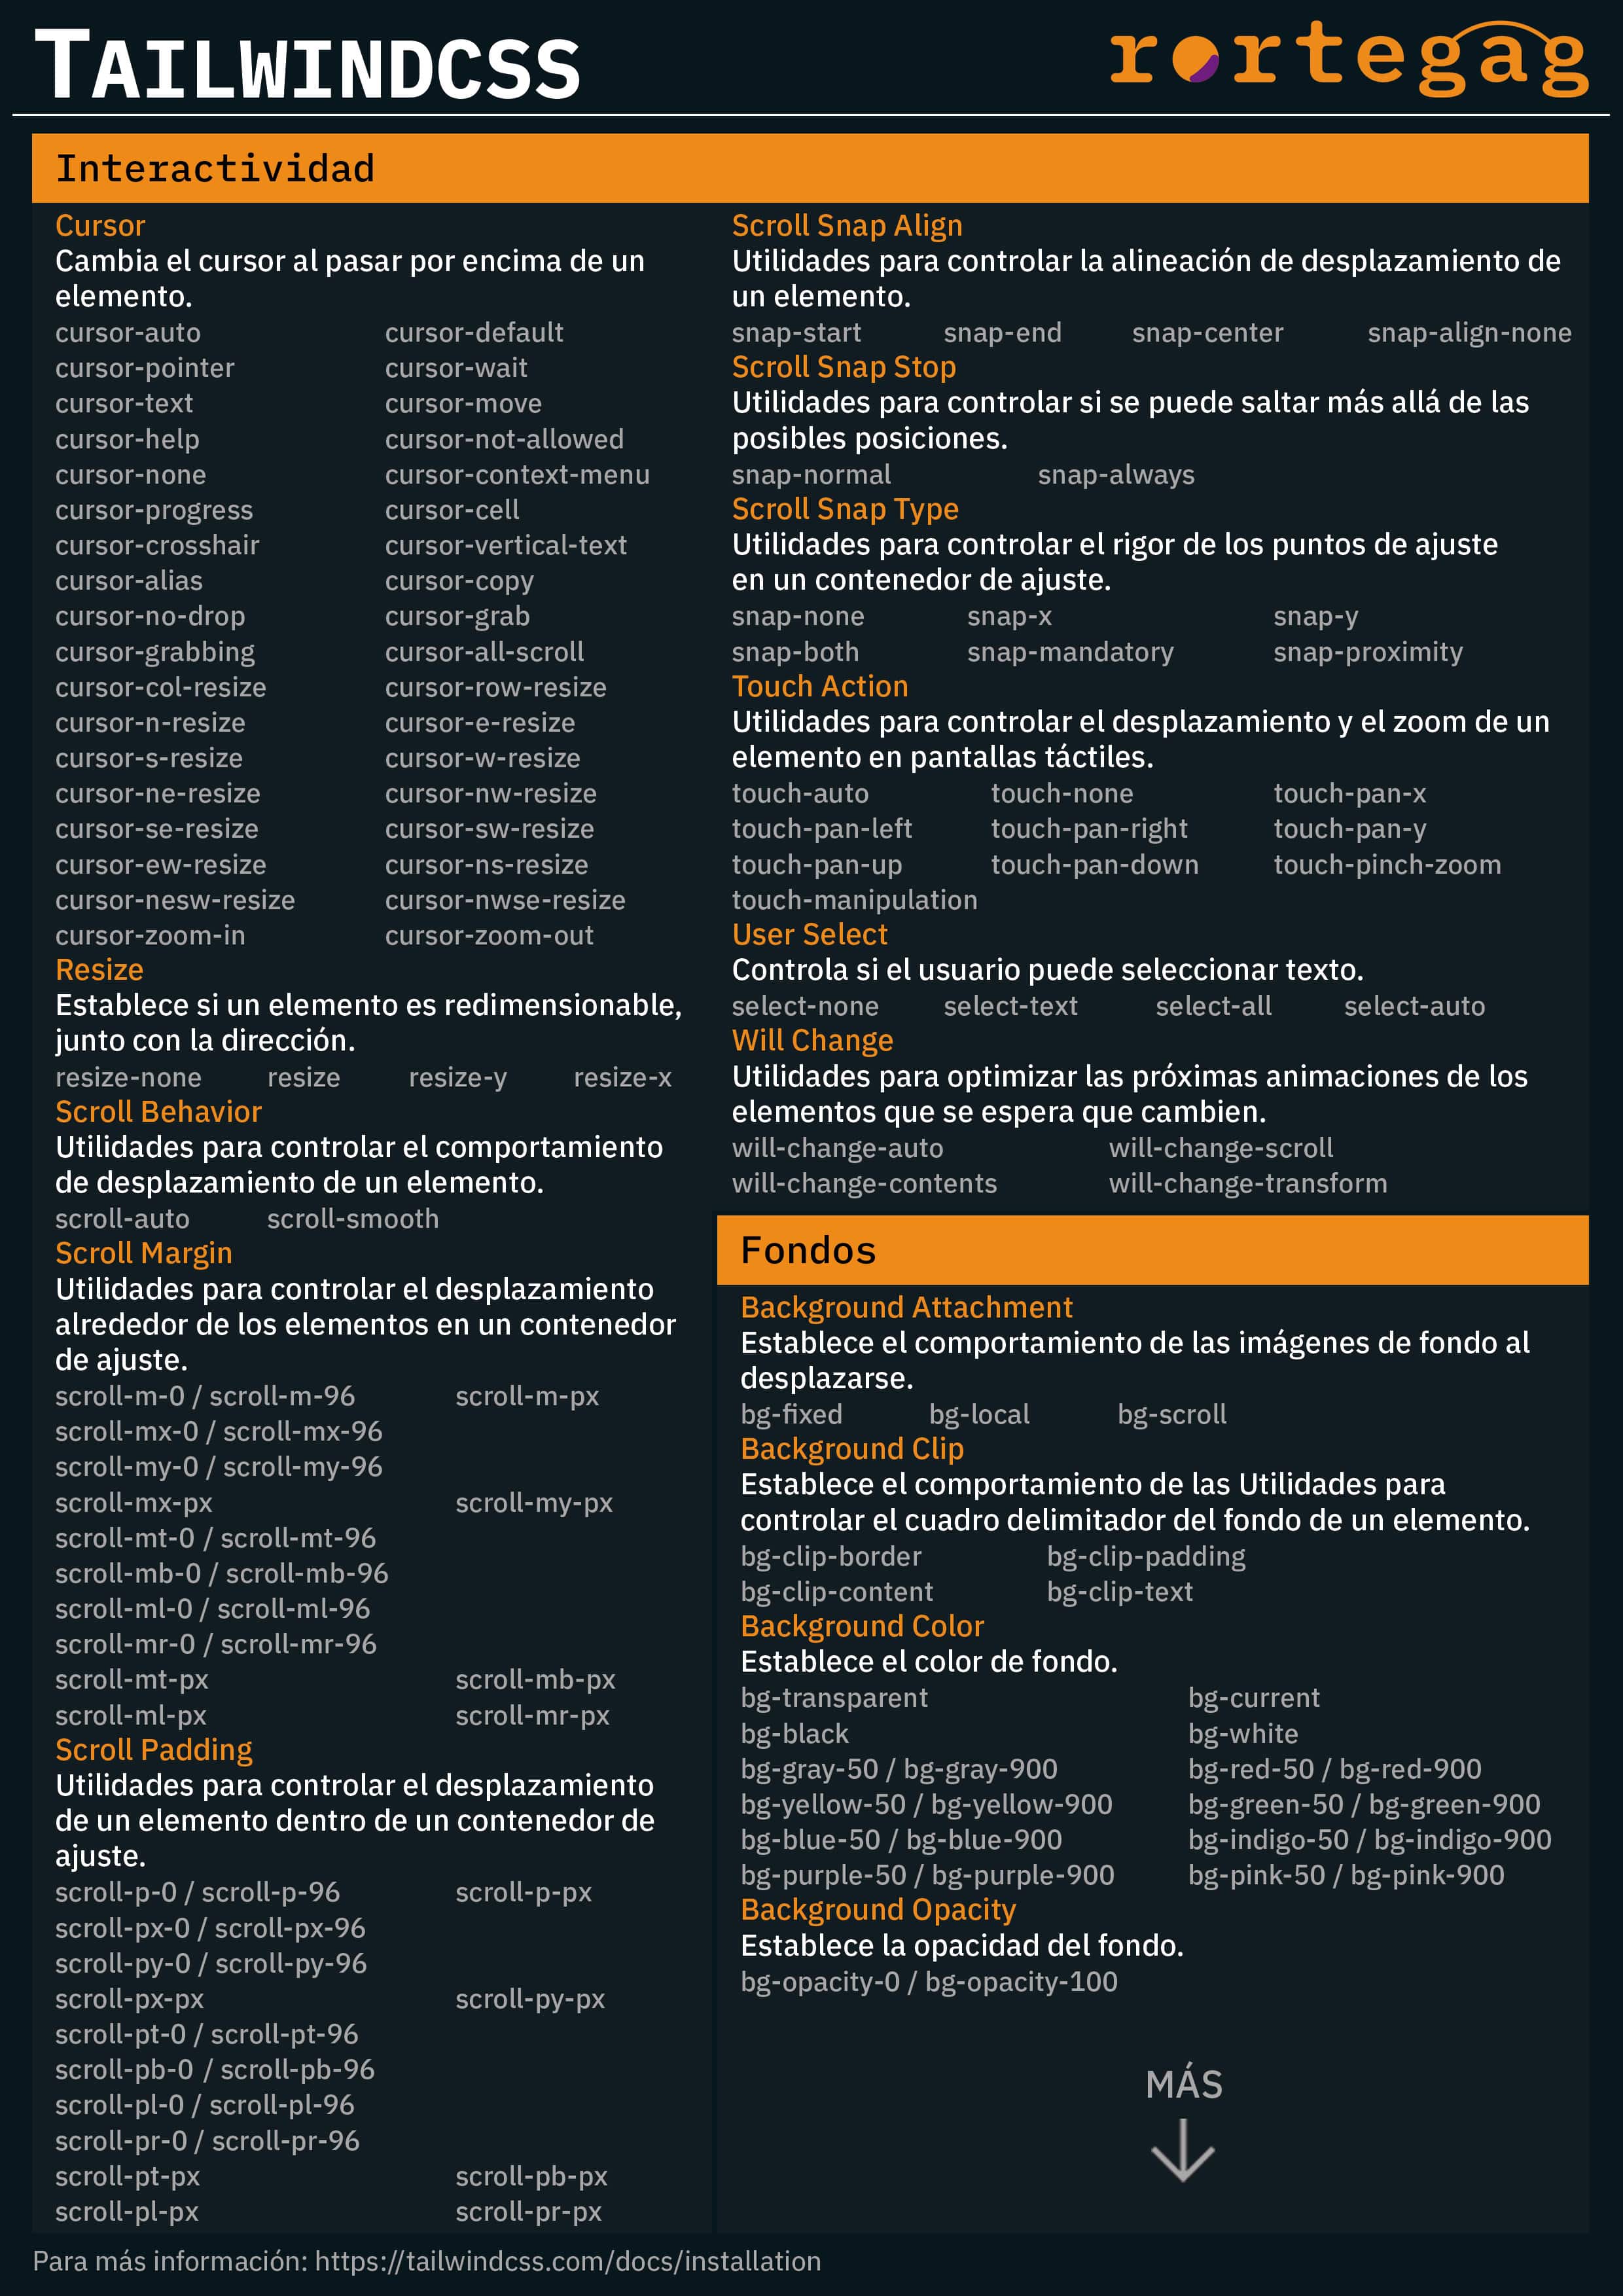 TAILWINDCSS
rortegag
Interactividad
Cursor
Cambia el cursor al pasar por encima de un
elemento.
cursor-auto cursor-default
cursor-pointer cursor-wait
cursor-text cursor-move
cursor-help cursor-not-allowed
cursor-none cursor-context-menu
cursor-progress cursor-cell
cursor-crosshair cursor-vertical-text
cursor-alias cursor-copy
cursor-no-drop cursor-grab
cursor-grabbing cursor-all-scroll
cursor-col-resize cursor-row-resize
cursor-n-resize cursor-e-resize
cursor-s-resize cursor-w-resize
cursor-ne-resize cursor-nw-resize
cursor-se-resize cursor-sw-resize
cursor-ew-resize cursor-ns-resize
cursor-nesw-resize cursor-nwse-resize
cursor-zoom-in cursor-zoom-out
Resize
Establece si un elemento es redimensionable,
junto con la dirección.
resize-none resize resize-y resize-x
Scroll Behavior
Utilidades para controlar el comportamiento
de desplazamiento de un elemento.
scroll-auto scroll-smooth
Scroll Margin
Utilidades para controlar el desplazamiento
alrededor de los elementos en un contenedor
de ajuste.
scroll-m-0 / scroll-m-96 scroll-m-px
scroll-mx-0 / scroll-mx-96
scroll-my-0 / scroll-my-96
scroll-mx-px scroll-my-px
scroll-mt-0 / scroll-mt-96
scroll-mb-0 / scroll-mb-96
scroll-ml-0 / scroll-ml-96
scroll-mr-0 / scroll-mr-96
scroll-mt-px scroll-mb-px
scroll-ml-px scroll-mr-px
Scroll Padding
Utilidades para controlar el desplazamiento
de un elemento dentro de un contenedor de
ajuste.
scroll-p-0 / scroll-p-96 scroll-p-px
scroll-px-0 / scroll-px-96
scroll-py-0 / scroll-py-96
scroll-px-px scroll-py-px
scroll-pt-0 / scroll-pt-96
scroll-pb-0 / scroll-pb-96
scroll-pl-0 / scroll-pl-96
scroll-pr-0 / scroll-pr-96
scroll-pt-px scroll-pb-px
scroll-pl-px scroll-pr-px
Scroll Snap Align
Utilidades para controlar la alineación de desplazamiento de
un elemento.
snap-start snap-end snap-center snap-align-none
Scroll Snap Stop
Utilidades para controlar si se puede saltar más allá de las
posibles posiciones.
snap-normal snap-always
Scroll Snap Type
Utilidades para controlar el rigor de los puntos de ajuste
en un contenedor de ajuste.
snap-none snap-x snap-y
snap-both snap-mandatory snap-proximity
Touch Action
Utilidades para controlar el desplazamiento y el zoom de un
elemento en pantallas táctiles.
touch-auto touch-none touch-pan-x
touch-pan-left touch-pan-right touch-pan-y
touch-pan-up touch-pan-down touch-pinch-zoom
touch-manipulation
User Select
Controla si el usuario puede seleccionar texto.
select-none select-text select-all select-auto
Will Change
Utilidades para optimizar las próximas animaciones de los
elementos que se espera que cambien.
will-change-auto will-change-scroll
will-change-contents will-change-transform
Fondos
Background Attachment
Establece el comportamiento de las imágenes de fondo al
desplazarse.
bg-fixed bg-local bg-scroll
Background Clip
Establece el comportamiento de las Utilidades para
controlar el cuadro delimitador del fondo de un elemento.
bg-clip-border bg-clip-padding
bg-clip-content bg-clip-text
Background Color
Establece el color de fondo.
bg-transparent bg-current
bg-black bg-white
bg-gray-50 / bg-gray-900 bg-red-50 / bg-red-900
bg-yellow-50 / bg-yellow-900 bg-green-50 / bg-green-900
bg-blue-50 / bg-blue-900 bg-indigo-50 / bg-indigo-900
bg-purple-50 / bg-purple-900 bg-pink-50 / bg-pink-900
Background Opacity
Establece la opacidad del fondo.
bg-opacity-0 / bg-opacity-100
MÁS
Para más información: https://tailwindcss.com/docs/installation